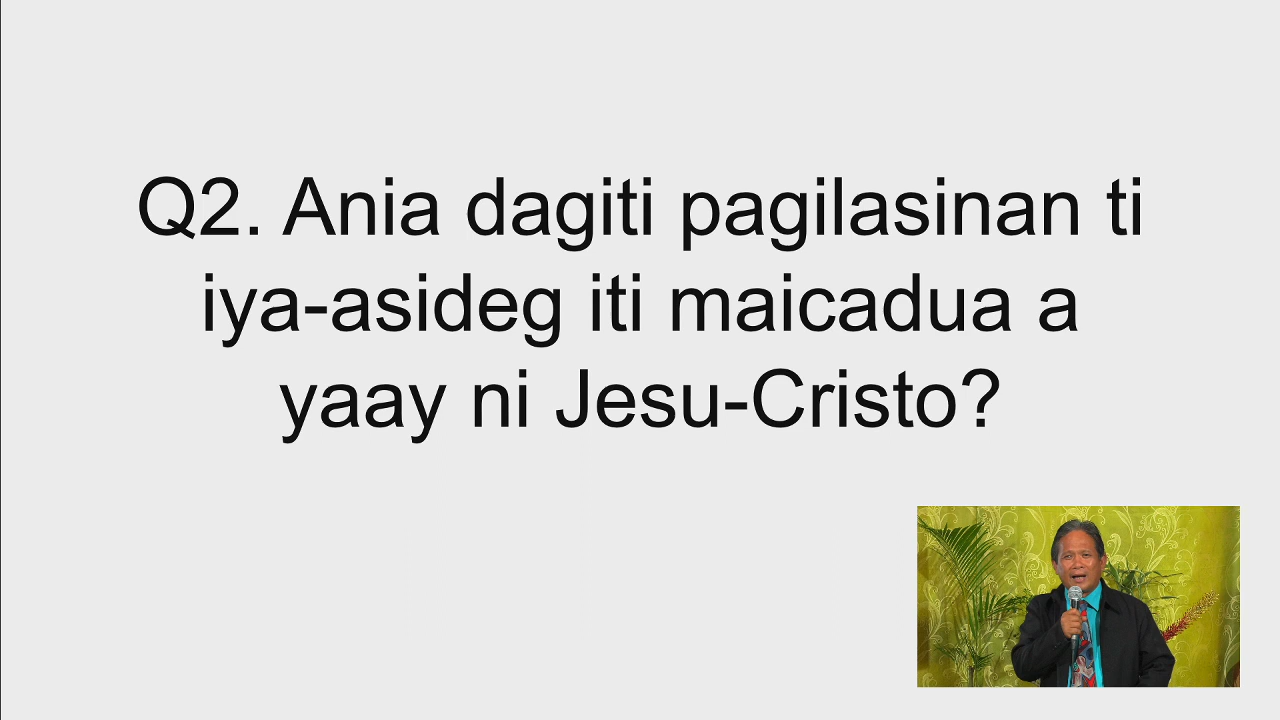 Q2. Ania dagiti pagilasinan ti
iya-asideg iti maicadua a
yaay ni Jesu-Cristo?